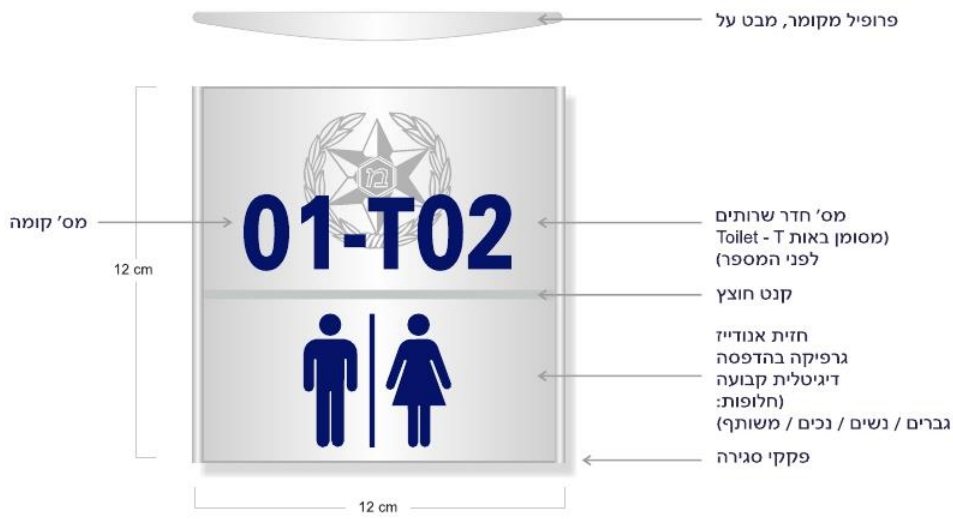 פרופיל מקומר, מבט על
מ
01-T02
מס' קומה
מס' חדר שרותים
(מסומן באות Toilet - T
לפני המספר)
12 cm
קנט חוצץ
חזית אנודייז
גרפיקה בהדפסה
דיגיטלית קבועה
(חלופות:
גברים / נשים / נכים / משותף)
פקקי סגירה
12 cm